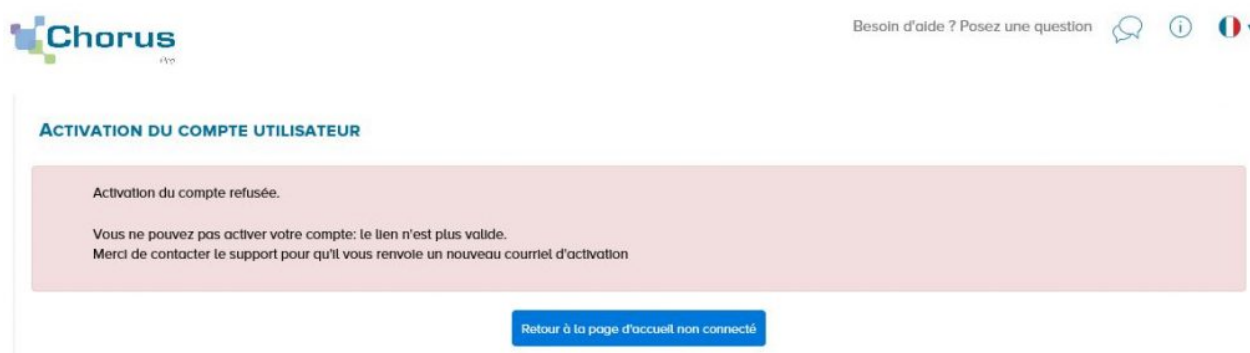 Chorus
Pro
Besoin d'aide ? Posez une question
ACTIVATION DU COMPTE UTILISATEUR
Activation du compte refusée.
Vous ne pouvez pas activer votre compte: le lien n'est plus valide.
Merci de contacter le support pour qu'il vous renvoie un nouveau courriel d'activation
Retour à la page d'accueil non connecté